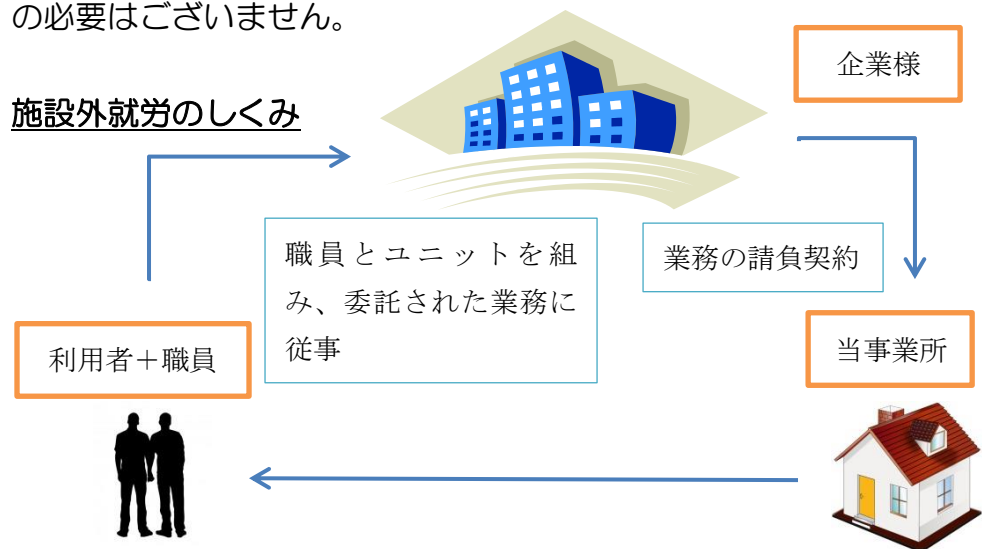 の必要はございません。
企業様
施設外就労のしくみ
職員とユニットを組
み、委託された業務に
従事
業務の請負契約
利用者＋職員
当事業所